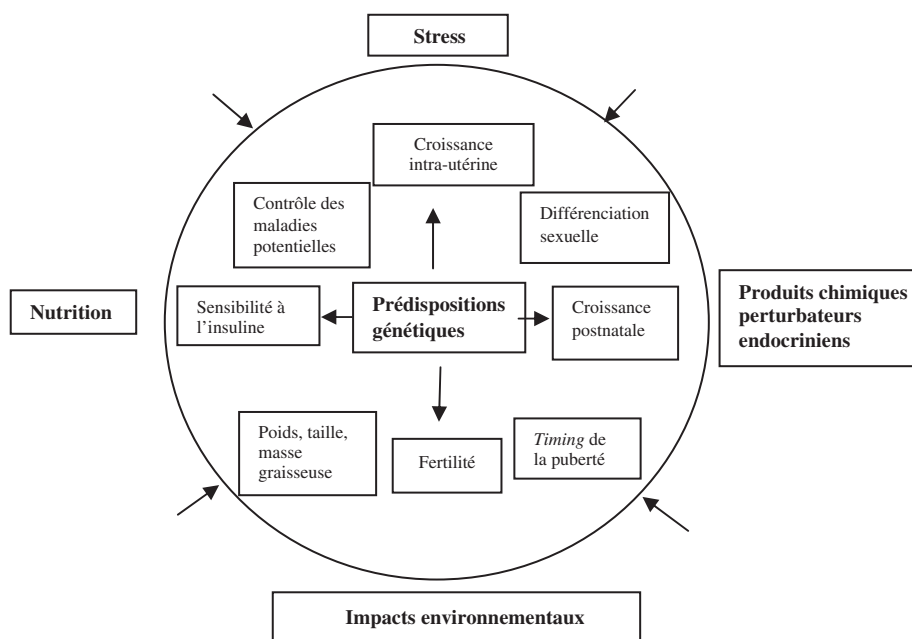 Stress
Croissance
intra-utérine
Contrôle des
maladies
potentielles
Différenciation
sexuelle
Nutrition
Sensibilité à
l’insuline
Prédispositions
génétiques
Croissance
postnatale
Produits chimiques
perturbateurs
endocriniens
Poids, taille,
masse
graisseuse
Fertilité
Timing de
la puberté
Impacts environnementaux